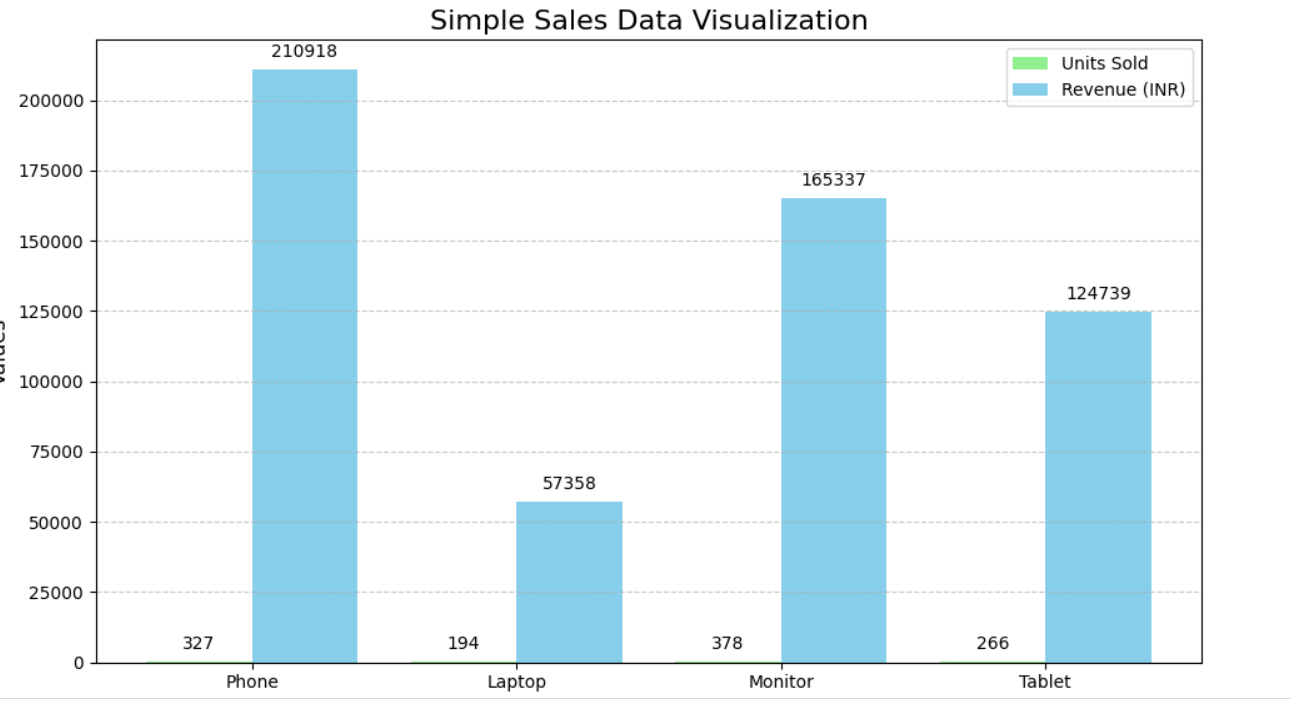 Simple Sales Data Visualization
Units Sold
Revenue (INR)
Values
200000
175000
150000
125000
100000
75000
50000
25000
0
210918
57358
165337
124739
327
194
378
266
Phone
Laptop
Monitor
Tablet